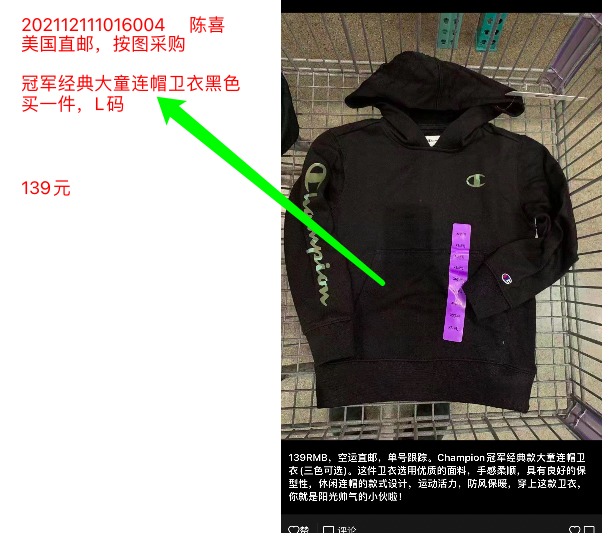 202112111016004 陈喜
美国直邮，按图采购
冠军经典大童连帽卫衣黑色
买一件，L码
139元
Champion
139RMB，空运直邮，单号跟踪。Champion冠军经典款大童连帽卫
衣(三色可选)。这件卫衣选用优质的面料，手感柔顺，具有良好的保
型性，休闲连帽的款式设计，运动活力，防风保暖，穿上这款卫衣，
你就是阳光帅气的小伙啦！
赞 评论